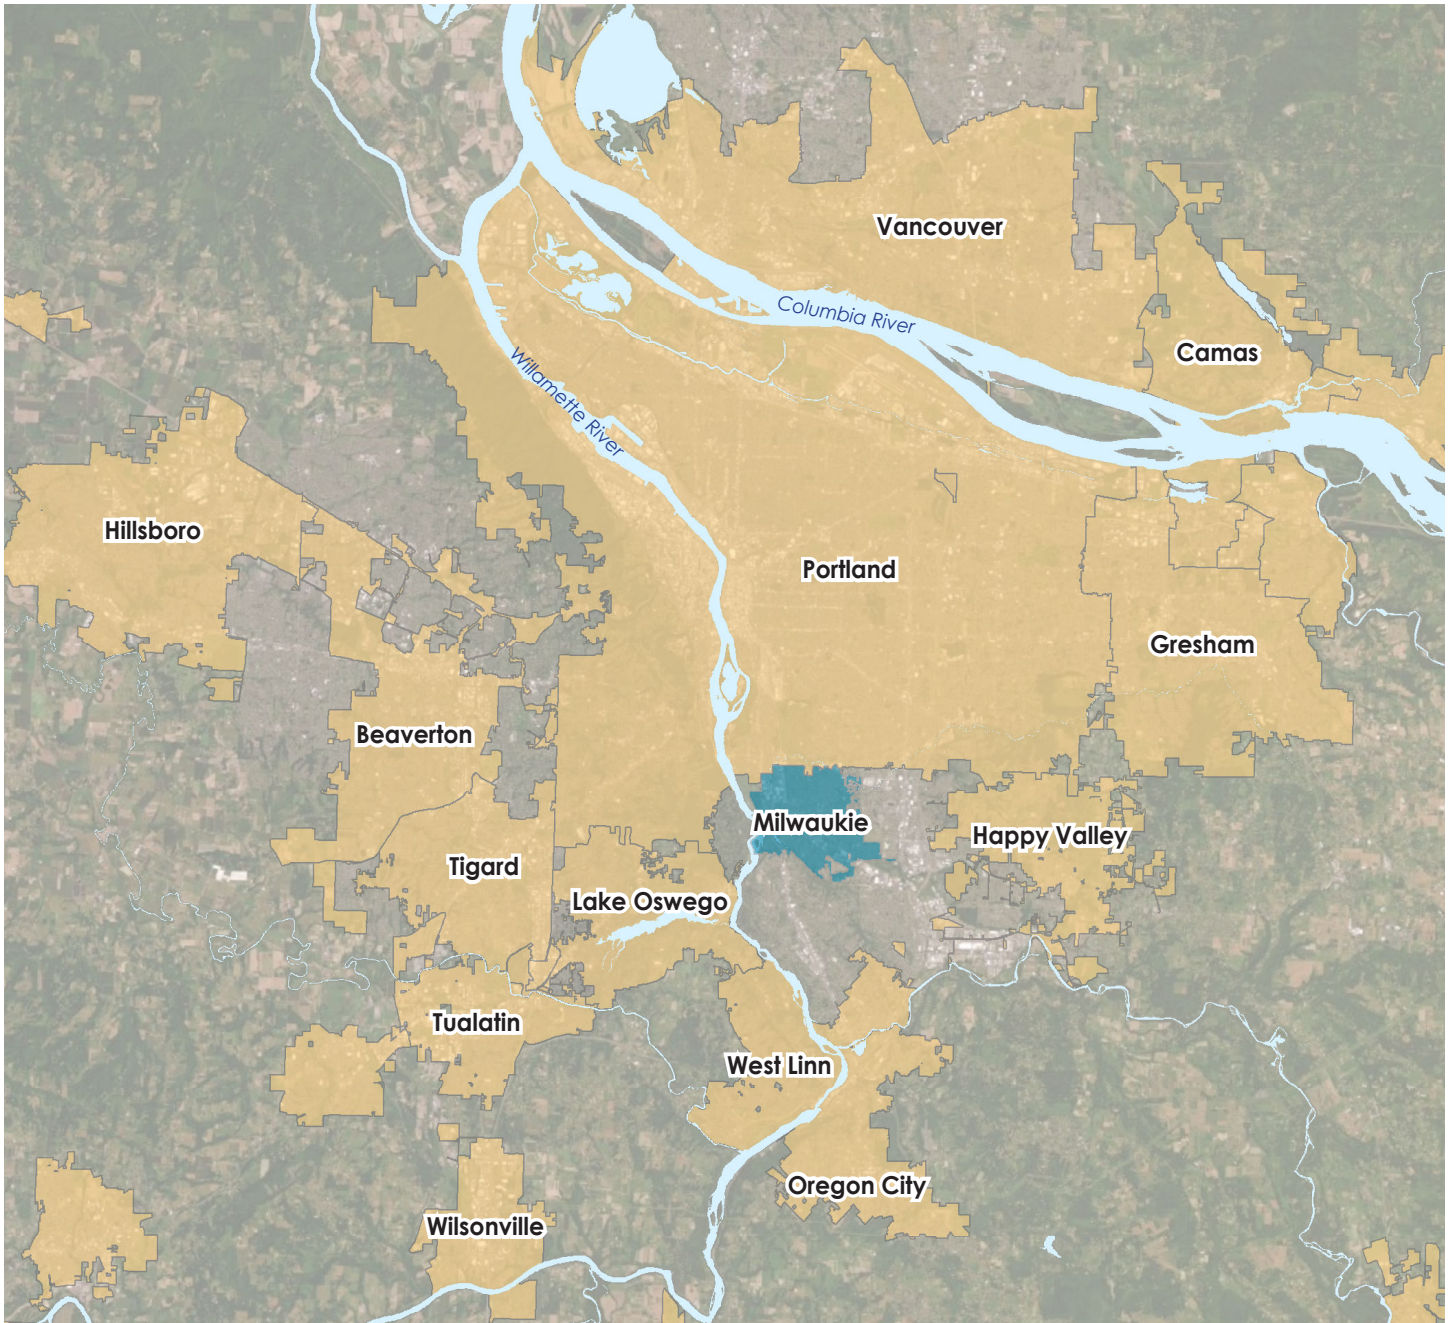 Vancouver
Columbia River
Camas
Willamette River
Hillsboro
Portland
Gresham
Beaverton
Milwaukie
Happy Valley
Tigard
Lake Oswego
Tualatin
West Linn
Oregon City
Wilsonville